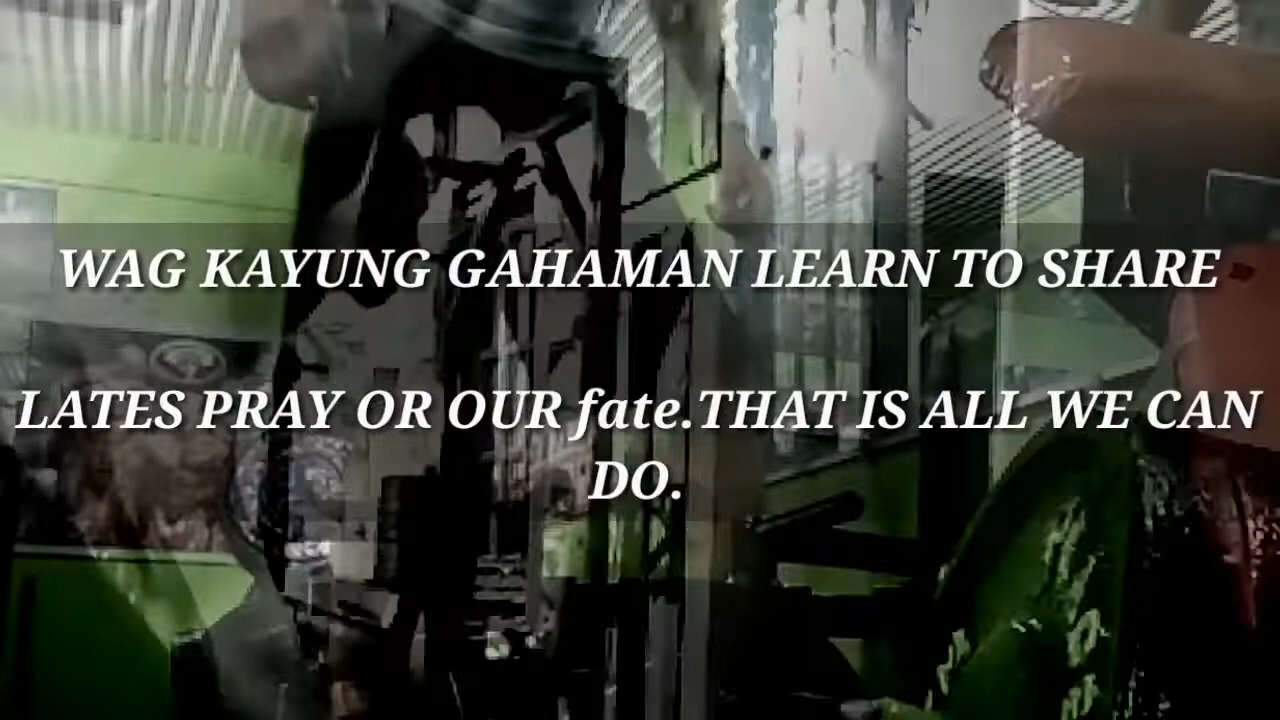 WAG KAYUNG GAHAMAN LEARN TO SHARE
LATES PRAY OR OUR fate.THAT IS ALL WE CAN
DO.